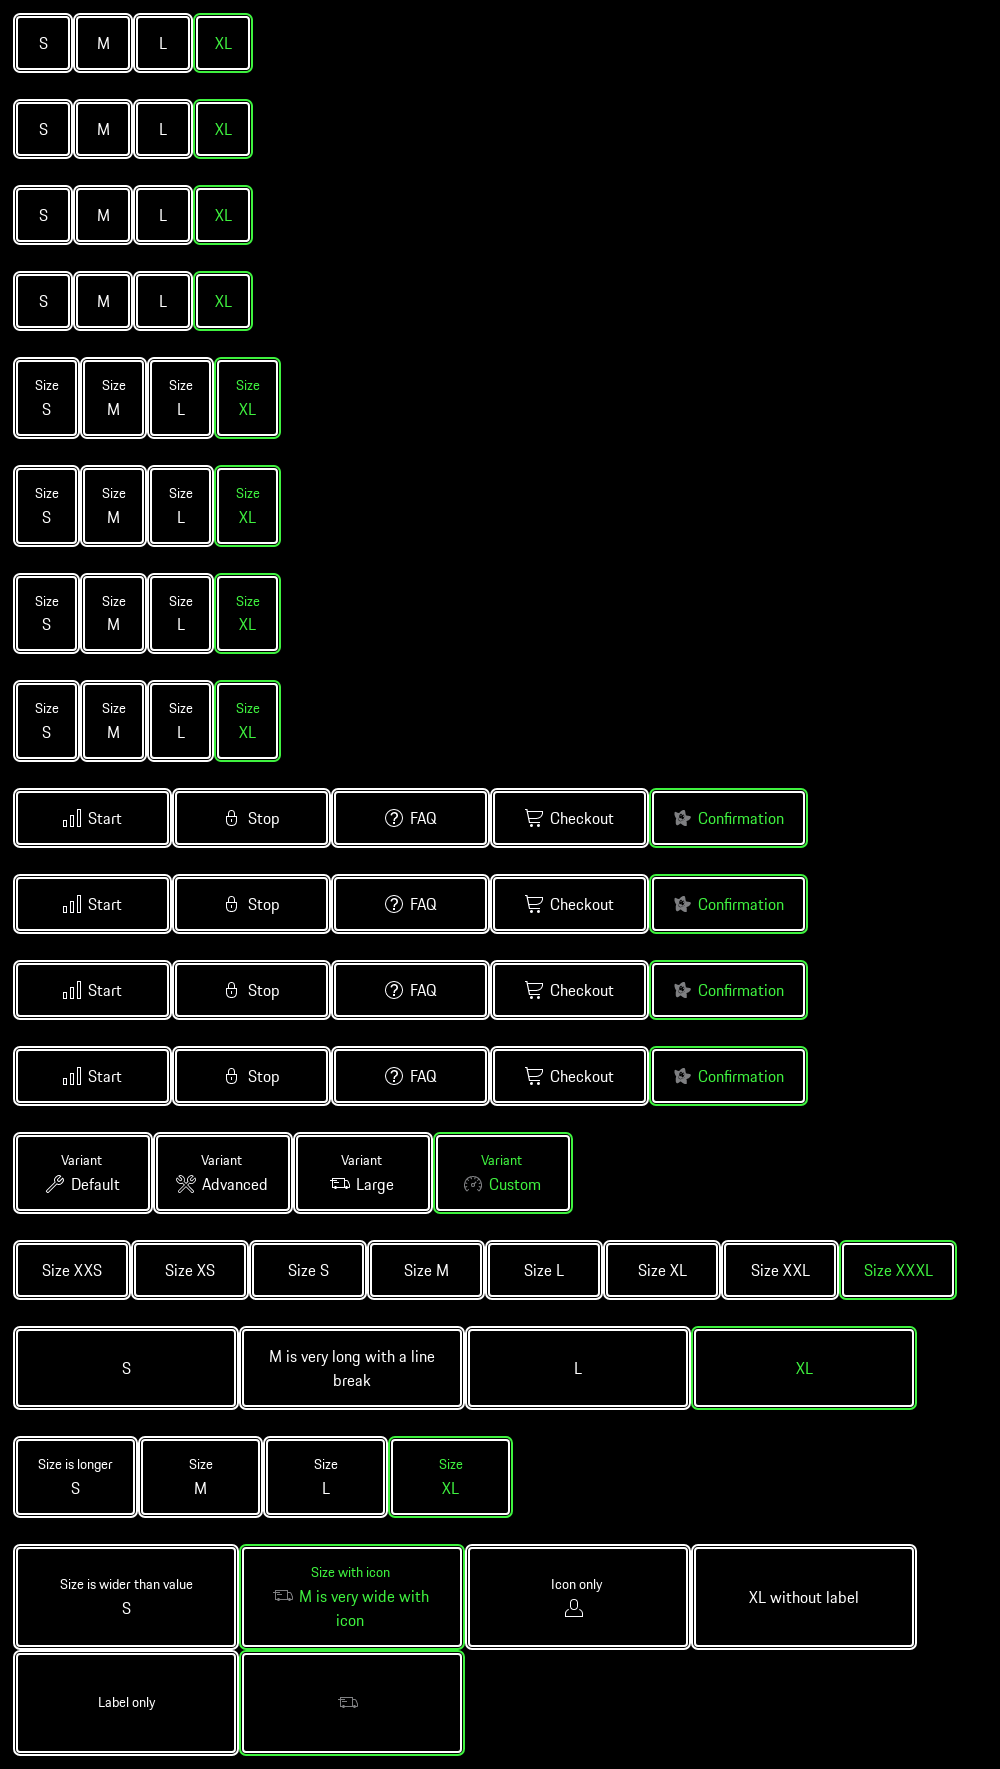 S M L XL
S M L XL
S M L XL
S M L XL
Size Size Size Size
S M L XL
Size Size Size Size
S M L XL
Size Size Size Size
S M L XL
Size Size Size Size
S M L XL
Start Stop FAQ Checkout Confirmation
Start Stop FAQ Checkout Confirmation
Start Stop FAQ Checkout Confirmation
Start Stop FAQ Checkout Confirmation
Variant Variant Variant Variant
Default Advanced Large Custom
Size XXS Size XS Size S Size M Size L Size XL Size XXL Size XXXL
S
M is very long with a line
break
L
XL
Size is longer Size Size Size
S M L XL
Size is wider than value
S
Size with icon
M is very wide with
icon
Icon only
XL without label
Label only